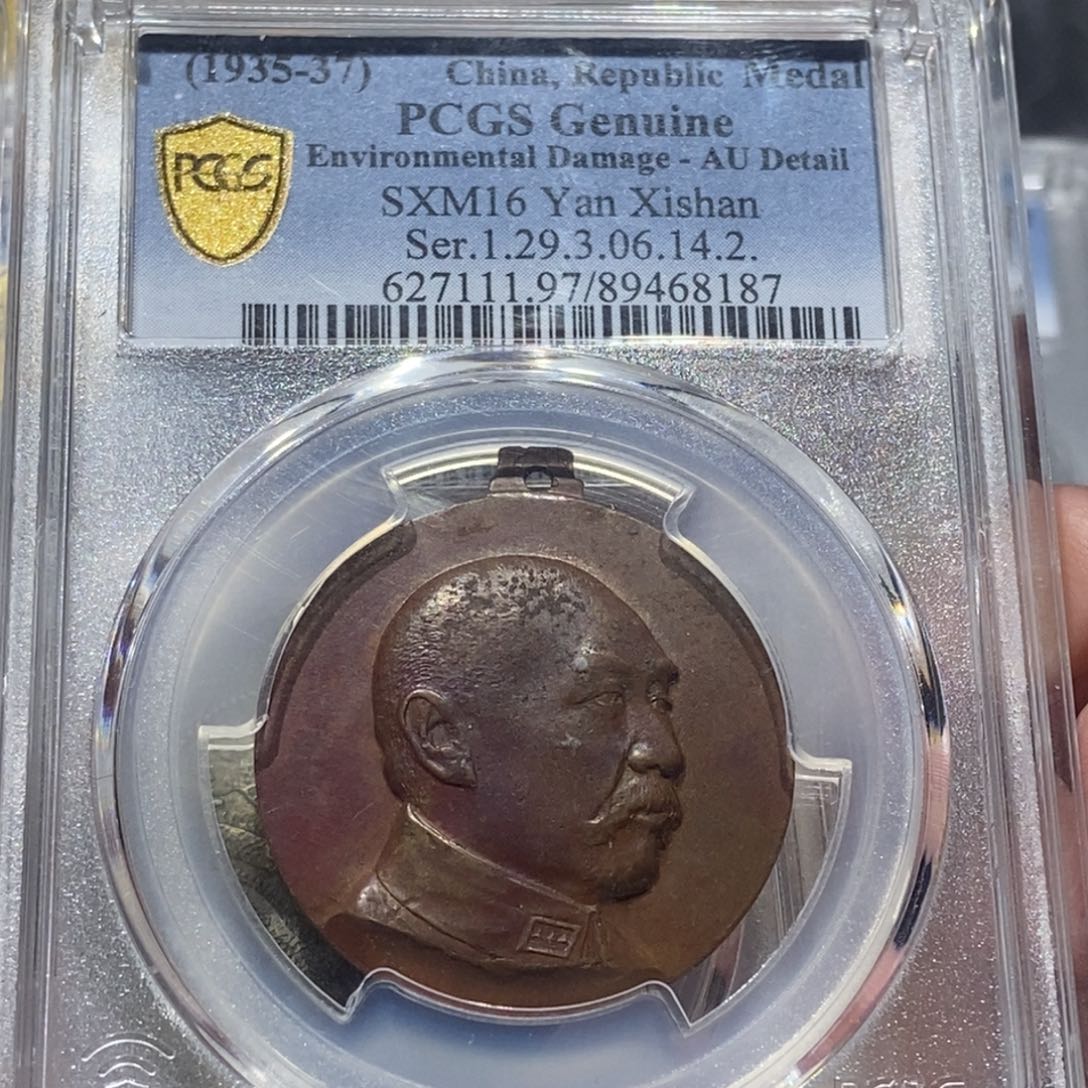 (1935-37) China, Republic Medal
PCGS Genuine
PCGS
Environmental Damage - AU Detail
SXM16 Yan Xishan
Ser.1.29.3.06.14.2.
627111.97/89468187